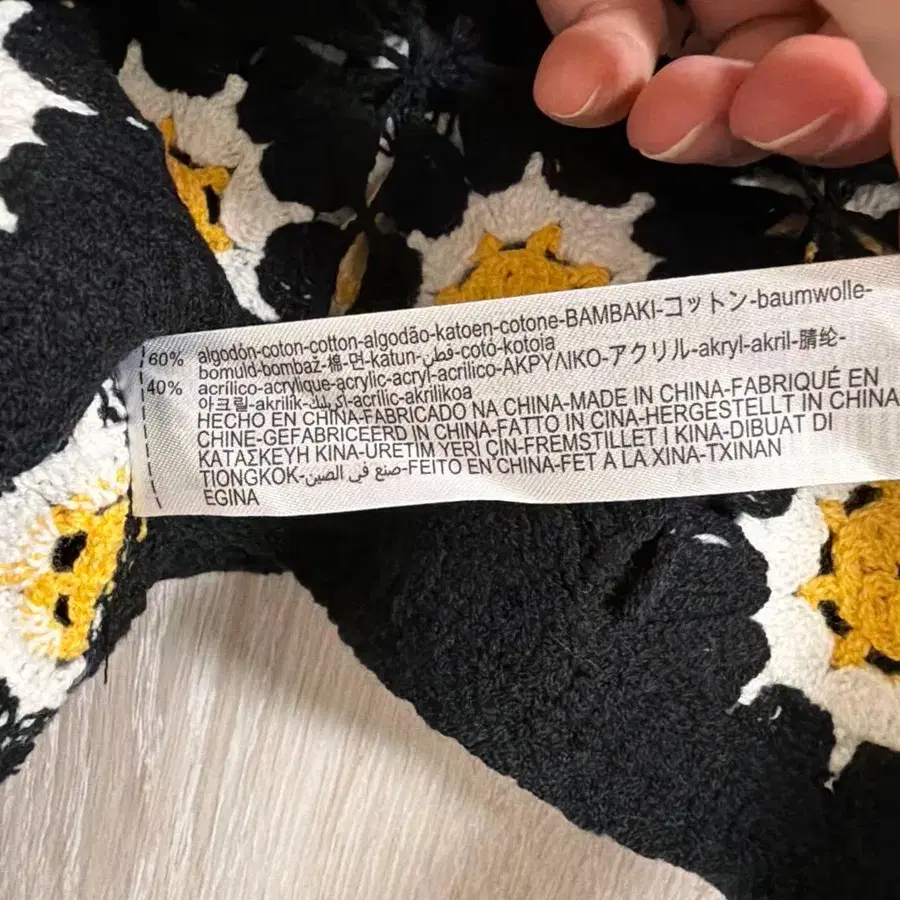 60% algodón-coton-cotton-algodão-katoen-cotone-BAMBAKI-コットン-baumwolle-
bomuld-bombaž-棉-면-katun-قطن-cotó-kotoia
40% acrílico-acrylique-acrylic-acryl-acrilico-ΑΚΡΥΛΙΚΟ-アクリル-akryl-akril-腈纶-
아크릴-akrilik-اكريليك-acrílic-akrilikoa
HECHO EN CHINA-FABRICADO NA CHINA-MADE IN CHINA-FABRIQUÉ EN
CHINE-GEFABRICEERD IN CHINA-FATTO IN CINA-HERGESTELLT IN CHINA
ΚΑΤΑΣΚΕΥΗ ΚΙΝΑ-URETIM YERI ÇIN-FREMSTILLET I KINA-DIBUAT DI
TIONGKOK-صنع في الصين-FEITO EN CHINA-FET A LA XINA-TXINAN
EGINA